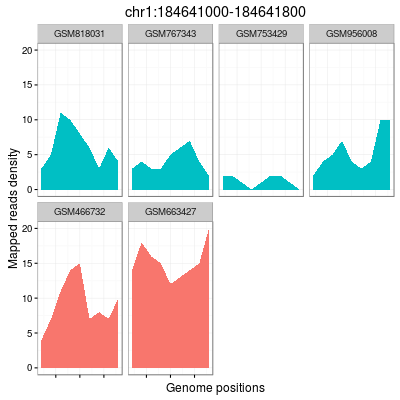 chr1:184641000-184641800
GSM818031 GSM767343 GSM753429 GSM956008
20
15
10
5
0
Mapped reads density
GSM466732 GSM663427
20
15
10
5
0
Genome positions